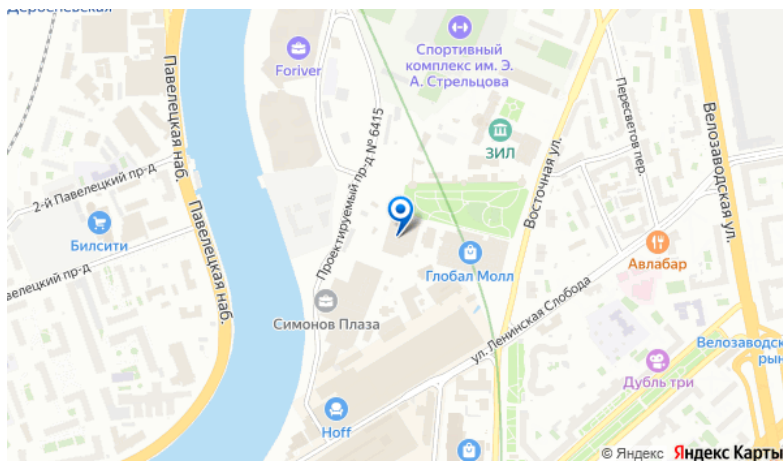 Дербеневская
Павелецкая наб.
Foriver
Спортивный
комплекс им. Э.
А. Стрельцова
ЗИЛ
Восточная ул.
Пересветов пер.
Велозаводская ул.
2-й Павелецкий пр-д
Билсити
Павелецкая наб.
Проектируемый пр-д № 6415
Глобал Молл
Авлабар
авелецкий пр-д
Симонов Плаза
ул. Ленинская Слобода
Велозаводс
рын
Дубль три
Hoff
© Яндекс Яндекс Карты